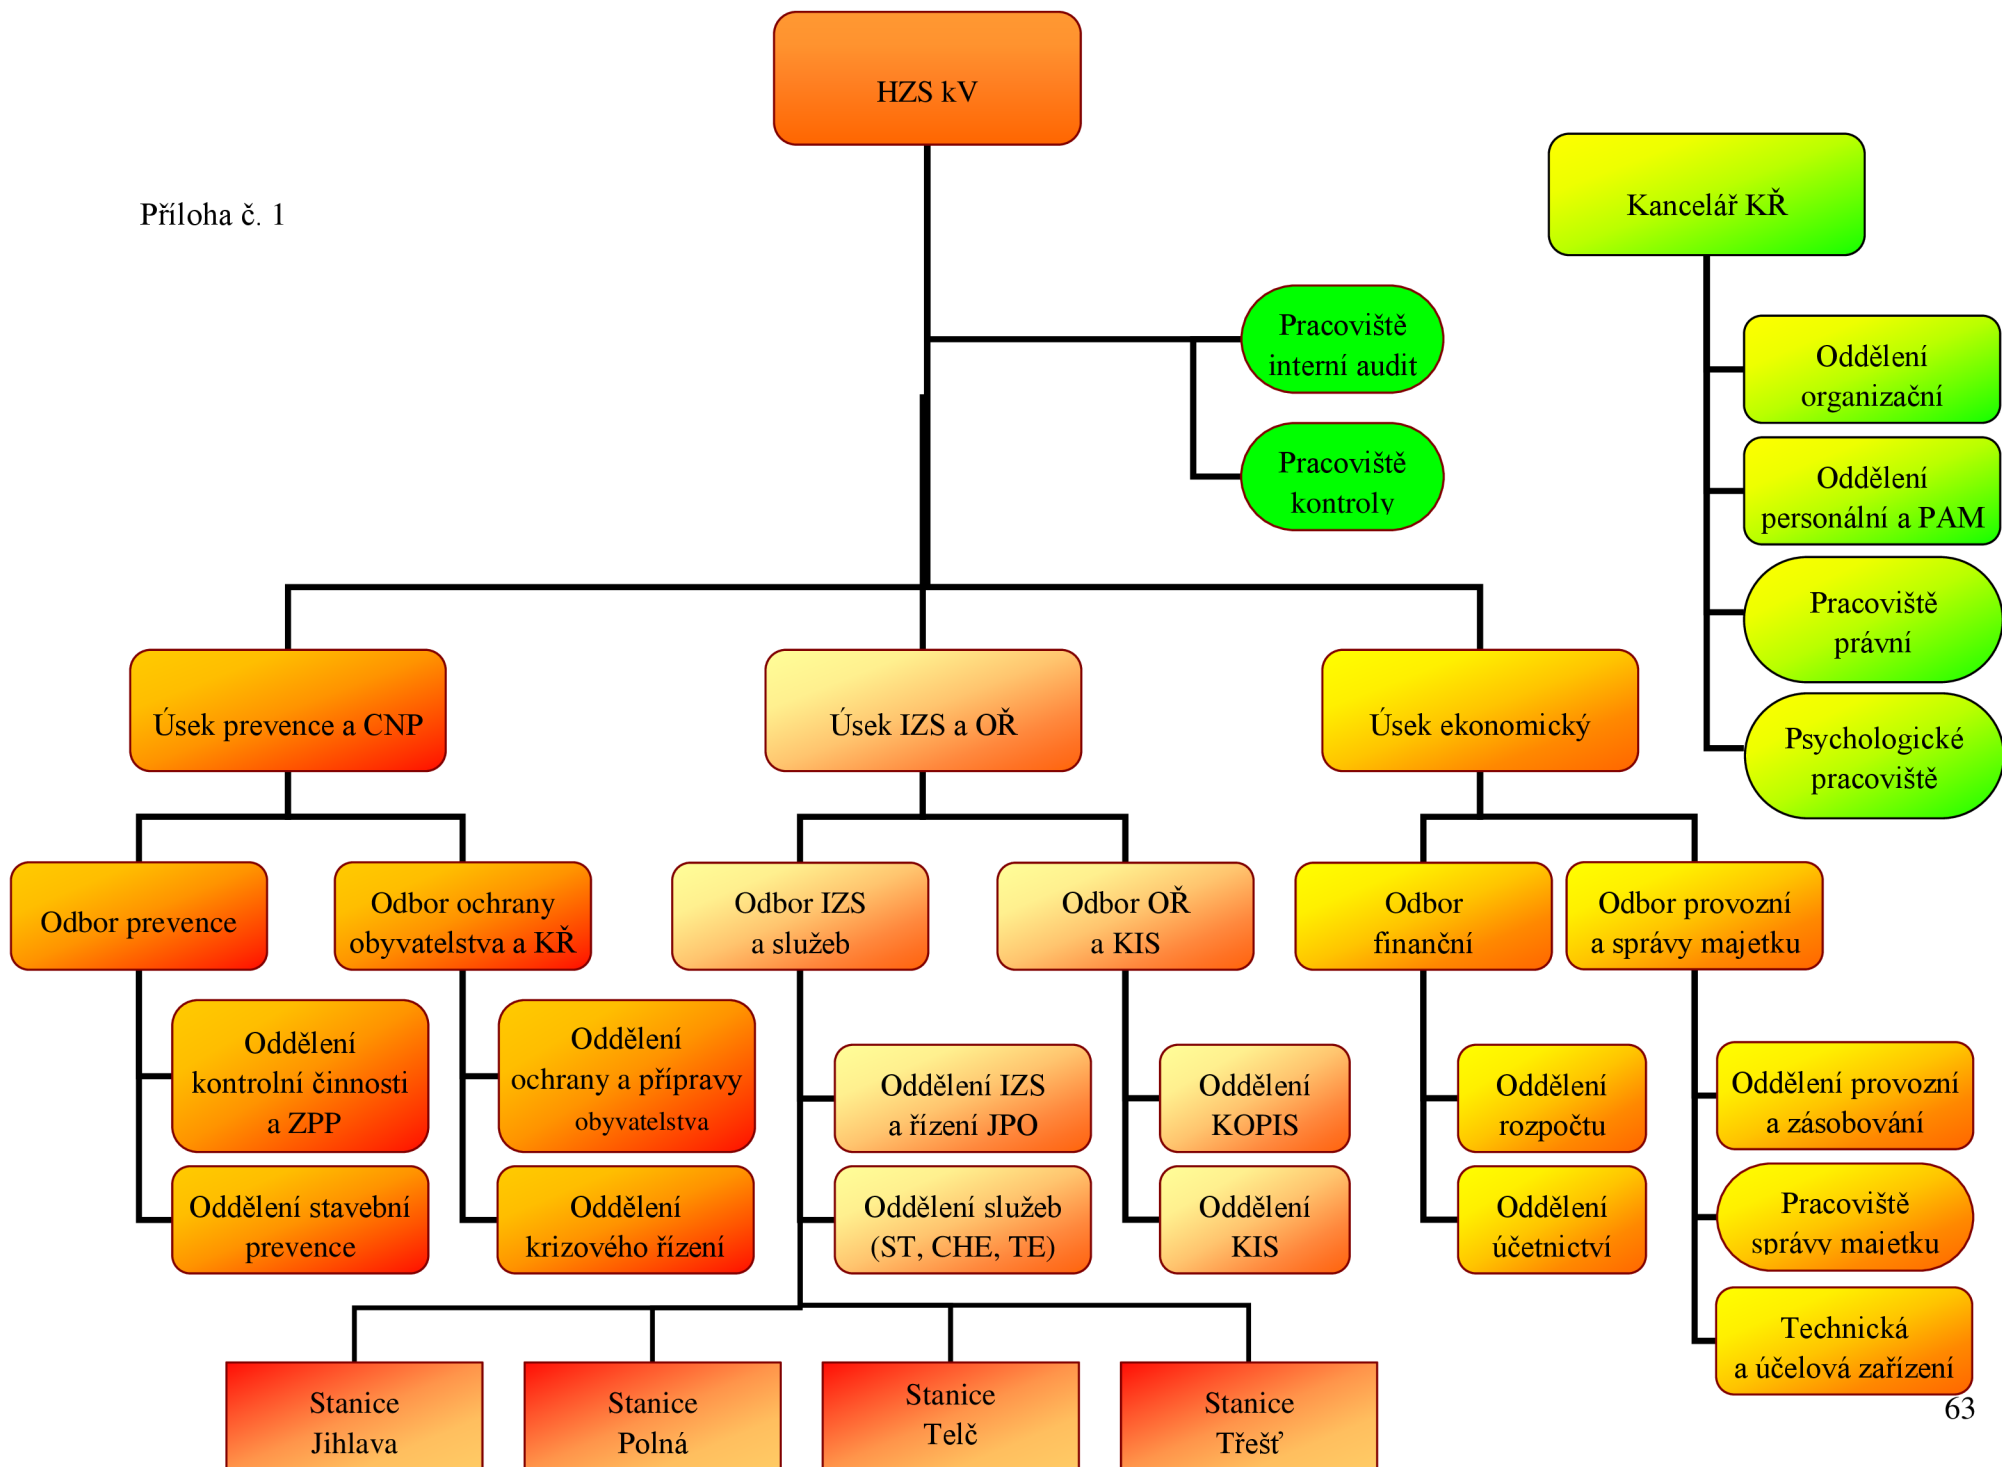 HZS kV
Příloha č. 1
Kancelář KŘ
Pracoviště
interní audit
Pracoviště
kontroly
Oddělení
organizační
Oddělení
personální a PAM
Pracoviště
právní
Psychologické
pracoviště
Úsek prevence a CNP
Úsek IZS a OŘ
Úsek ekonomický
Odbor prevence
Odbor ochrany
obyvatelstva a KŘ
Odbor IZS
a služeb
Odbor OŘ
a KIS
Odbor
finanční
Odbor provozní
a správy majetku
Oddělení
kontrolní činnosti
a ZPP
Oddělení
ochrany a přípravy
obyvatelstva
Oddělení IZS
a řízení JPO
Oddělení
KOPIS
Oddělení
rozpočtu
Oddělení provozní
a zásobování
Oddělení stavební
prevence
Oddělení
krizového řízení
Oddělení služeb
(ST, CHE, TE)
Oddělení
KIS
Oddělení
účetnictví
Pracoviště
správy majetku
Technická
a účelová zařízení
Stanice
Jihlava
Stanice
Polná
Stanice
Telč
Stanice
Třešť
63